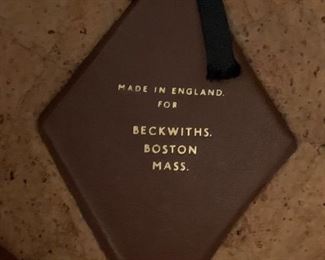 MADE IN ENGLAND.
FOR
BECKWITHS.
BOSTON
MASS.